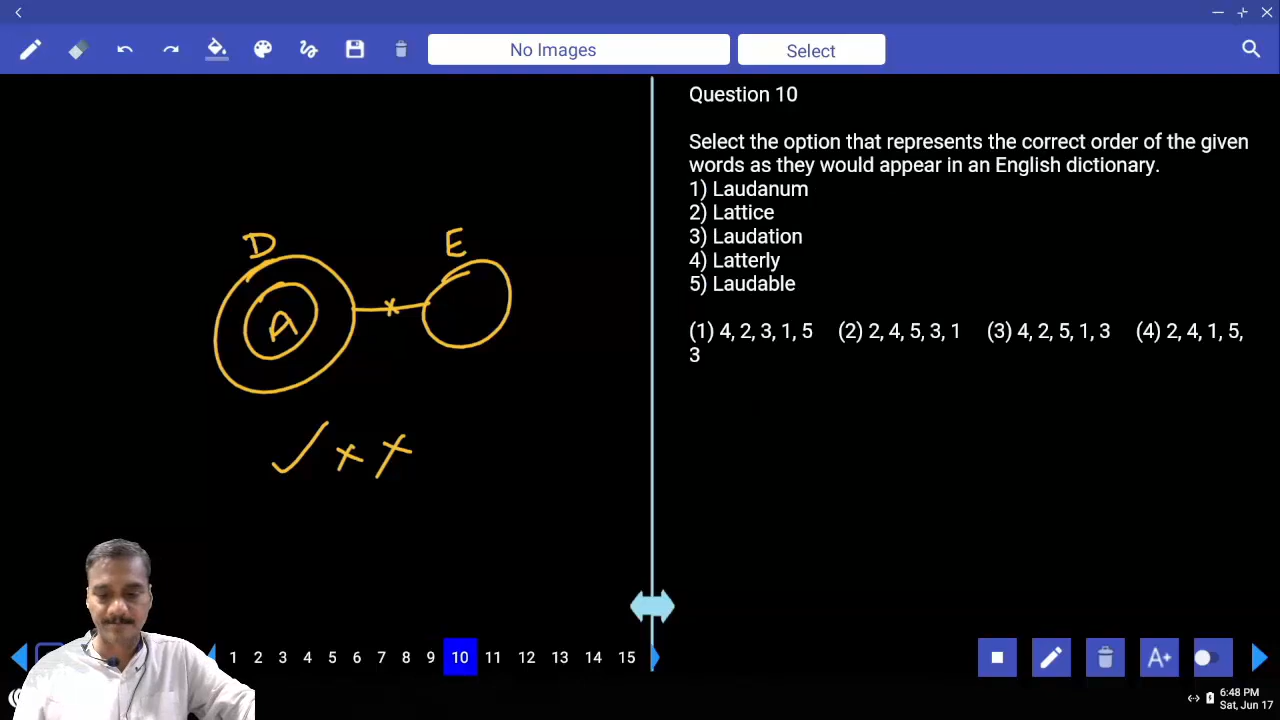 No Images
Select
Question 10
Select the option that represents the correct order of the given
words as they would appear in an English dictionary.
1) Laudanum
2) Lattice
3) Laudation
4) Latterly
5) Laudable
(1) 4, 2, 3, 1, 5 (2) 2, 4, 5, 3, 1 (3) 4, 2, 5, 1, 3 (4) 2, 4, 1, 5,
3
D E
A
1 2 3 4 5 6 7 8 9 10 11 12 13 14 15
A+
6:48 PM
Sat, Jun 17